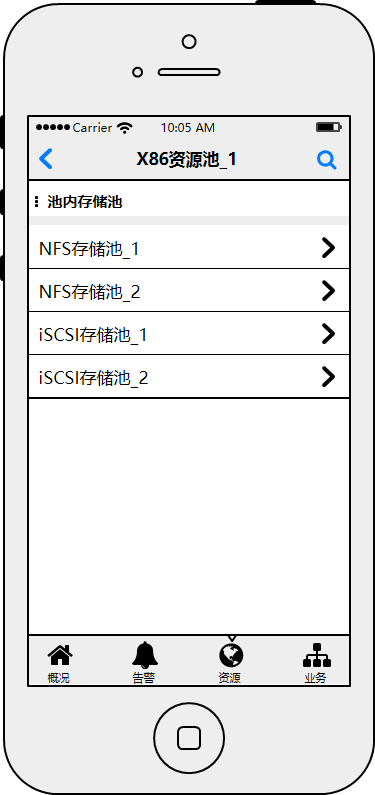 Carrier 10:05 AM
X86资源池_1
池内存储池
NFS存储池_1
NFS存储池_2
iSCSI存储池_1
iSCSI存储池_2
概况 告警 资源 业务